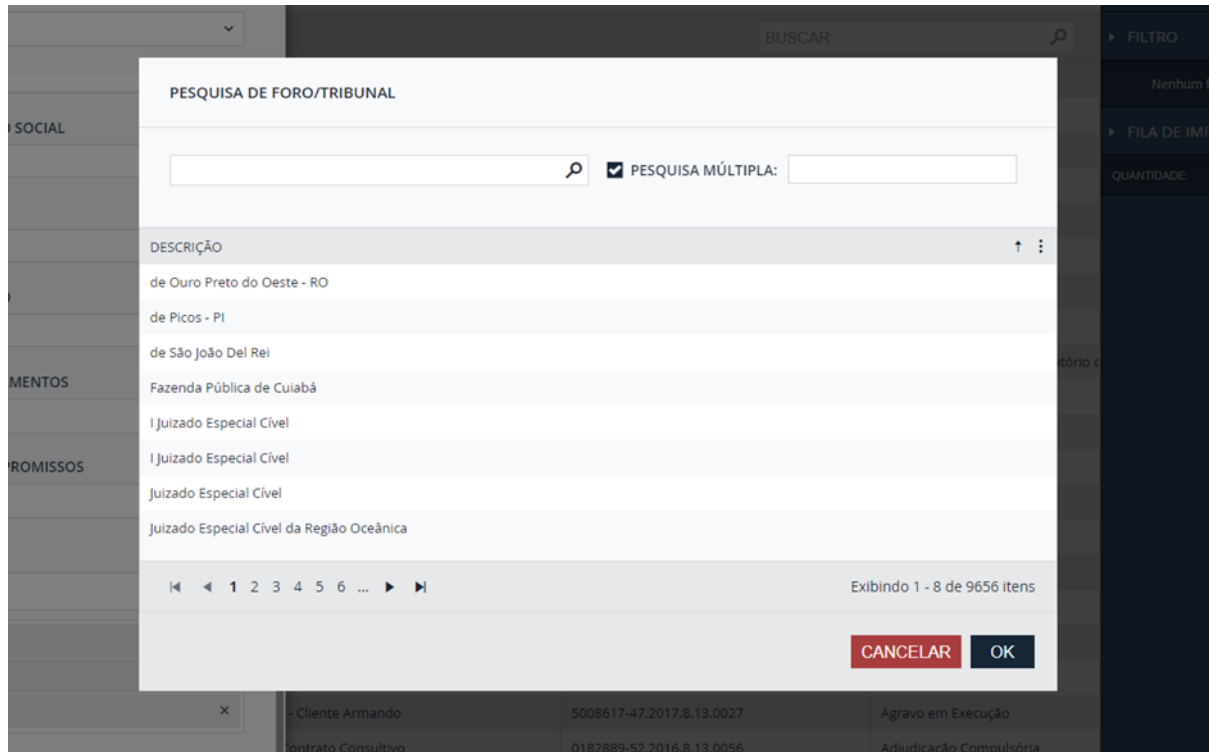 BUSCAR
FILTRO
Nenhum
PESQUISA DE FORO/TRIBUNAL
SOCIAL
FILA DE IM
PESQUISA MÚLTIPLA:
QUANTIDADE:
DESCRIÇÃO
de Ouro Preto do Oeste - RO
de Picos - PI
de São João Del Rei
MENTOS
Fazenda Pública de Cuiabá
I Juizado Especial Cível
I Juizado Especial Cível
ROMISSOS
Juizado Especial Cível
Juizado Especial Cível da Região Oceânica
1 2 3 4 5 6 ... Exibindo 1 - 8 de 9656 itens
CANCELAR OK
- Cliente Armando 5008617-47.2017.8.13.0027 Agravo em Execução
Contrato Consultivo 0182889-52.2016.8.13.0056 Adjudicação Compulsória